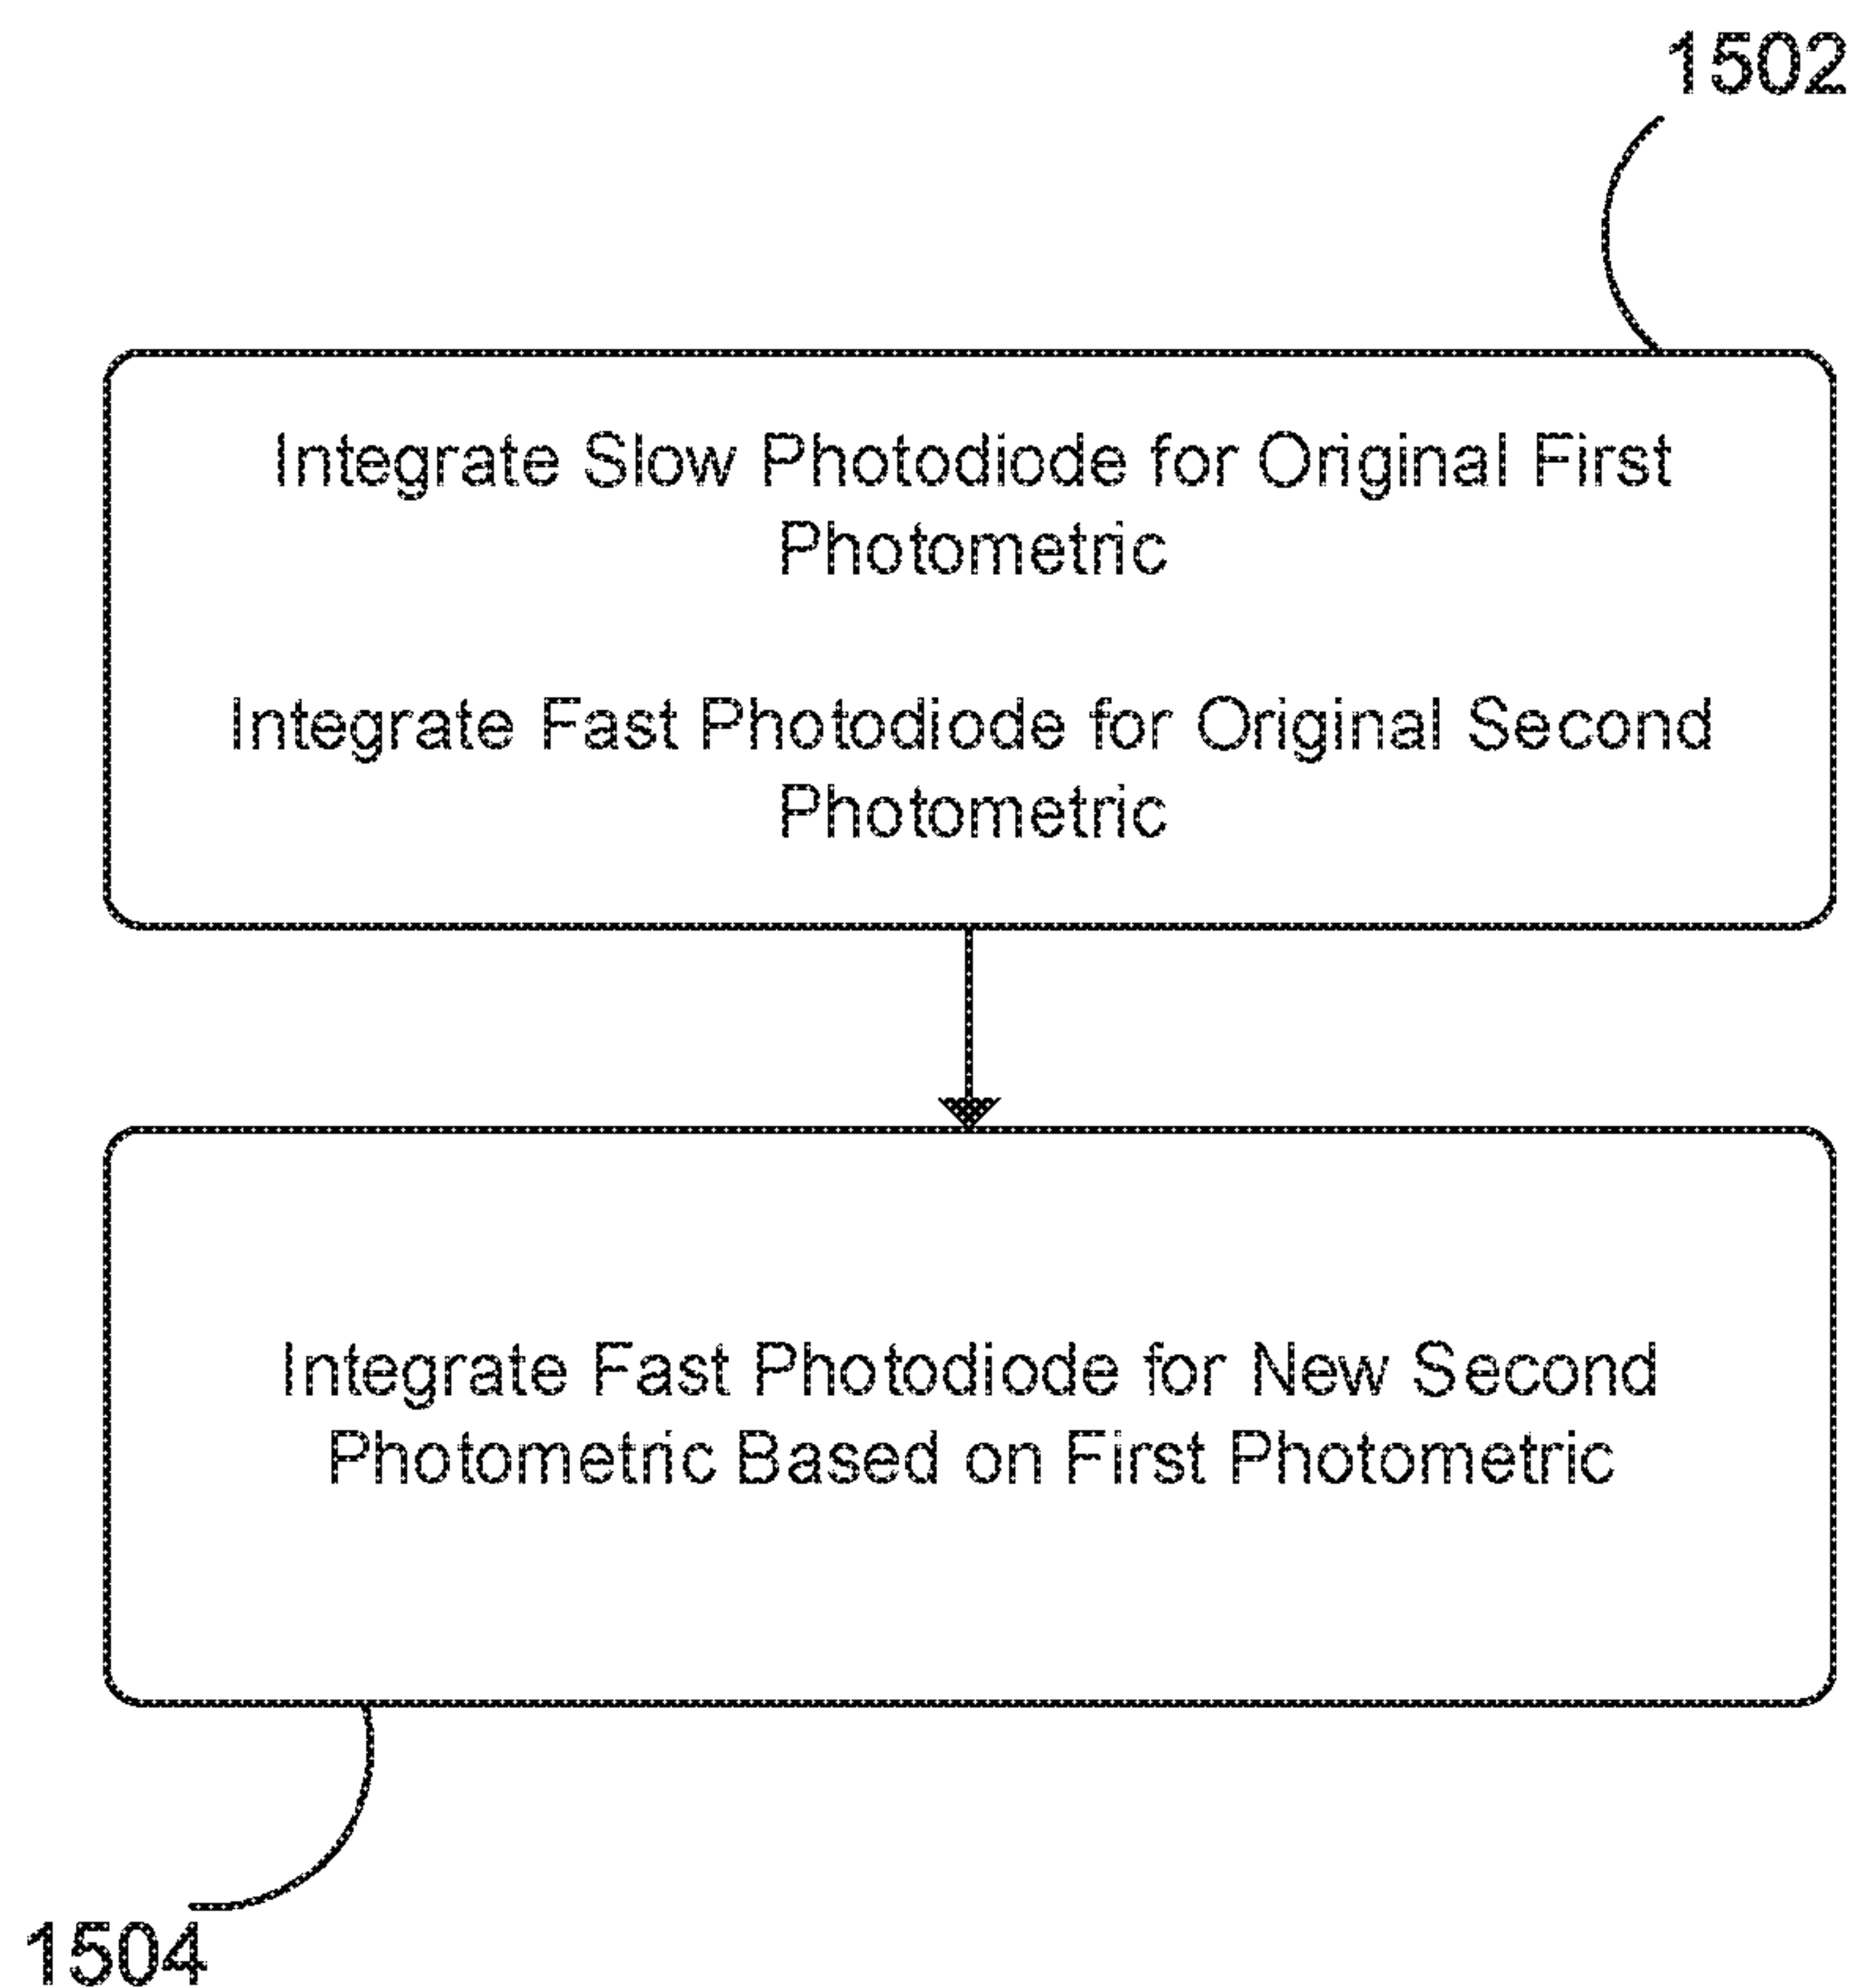 1502
Integrate Slow Photodiode for Original First
Photometric
Integrate Fast Photodiode for Original Second
Photometric
Integrate Fast Photodiode for New Second
Photometric Based on First Photometric
1504